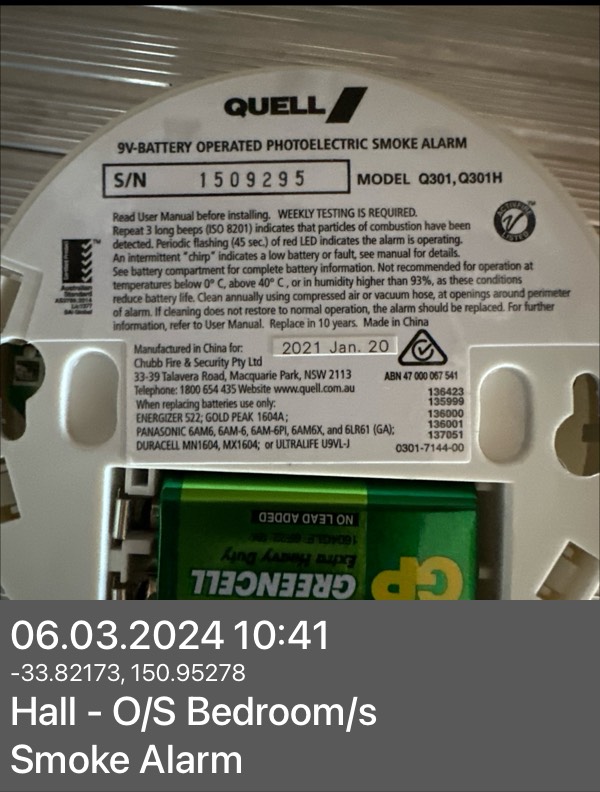 QUELL
9V-BATTERY OPERATED PHOTOELECTRIC SMOKE ALARM
S/N 1509295 MODEL Q301, Q301H
Read User Manual before installing. WEEKLY TESTING IS REQUIRED.
Repeat 3 long beeps (ISO 8201) indicates that particles of combustion have been
detected. Periodic flashing (45 sec.) of red LED indicates the alarm is operating.
An intermittent "chirp" indicates a low battery or fault, see manual for details.
See battery compartment for complete battery information. Not recommended for operation at
temperatures below 0° C, above 40° C, or in humidity higher than 93%, as these conditions
reduce battery life. Clean annually using compressed air or vacuum hose, at openings around perimeter
of alarm. If cleaning does not restore to normal operation, the alarm should be replaced. For further
information, refer to User Manual. Replace in 10 years. Made in China
Manufactured in China for: 2021 Jan. 20
Chubb Fire & Security Pty Ltd
33-39 Talavera Road, Macquarie Park, NSW 2113
Telephone: 1800 654 435 Website www.quell.com.au
When replacing batteries use only:
ENERGIZER 522; GOLD PEAK 1604A;
PANASONIC 6AM6, 6AM-6, 6AM-6PI, 6AM6X, and 6LR61 (GA);
DURACELL MN1604, MX1604; or ULTRALIFE U9VL-J
ABN 47 000 067 541
136423
135999
136000
136001
137051
0301-7144-00
NO LEAD ADDED
Extra Heavy Duty
GREENCELL
GP
06.03.2024 10:41
-33.82173, 150.95278
Hall - O/S Bedroom/s
Smoke Alarm